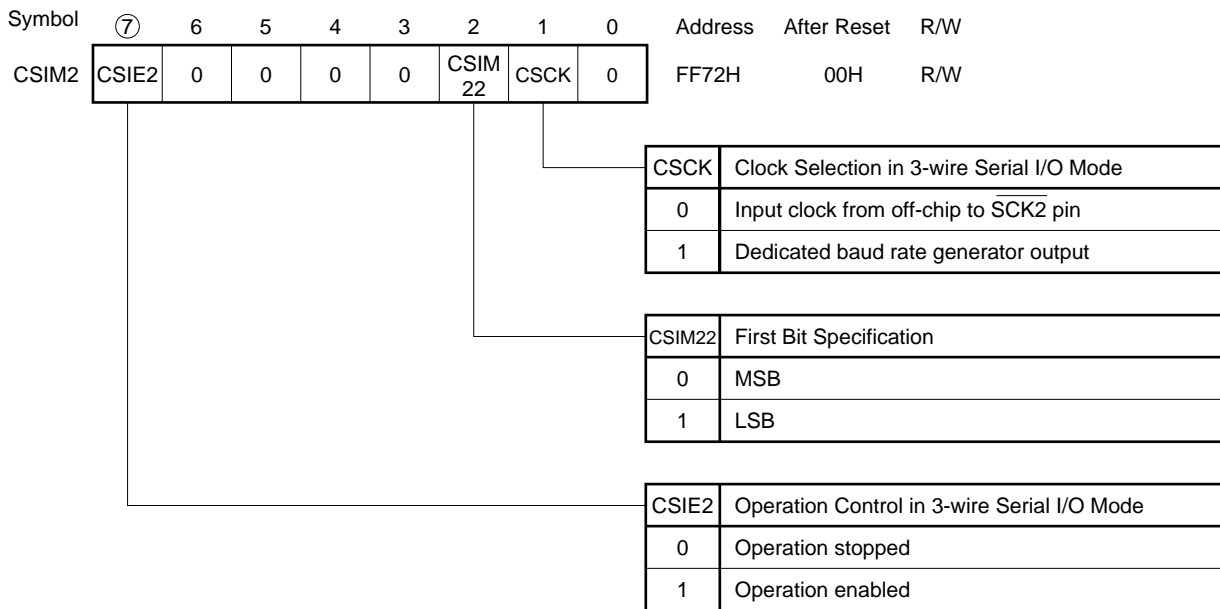 Symbol ⑦ 6 5 4 3 2 1 0 Address After Reset R/W
CSIM2 CSIE2 0 0 0 0 CSIM 22 CSCK 0 FF72H 00H R/W
CSCK Clock Selection in 3-wire Serial I/O Mode
0 Input clock from off-chip to S̅C̅K̅2̅ pin
1 Dedicated baud rate generator output
CSIM22 First Bit Specification
0 MSB
1 LSB
CSIE2 Operation Control in 3-wire Serial I/O Mode
0 Operation stopped
1 Operation enabled